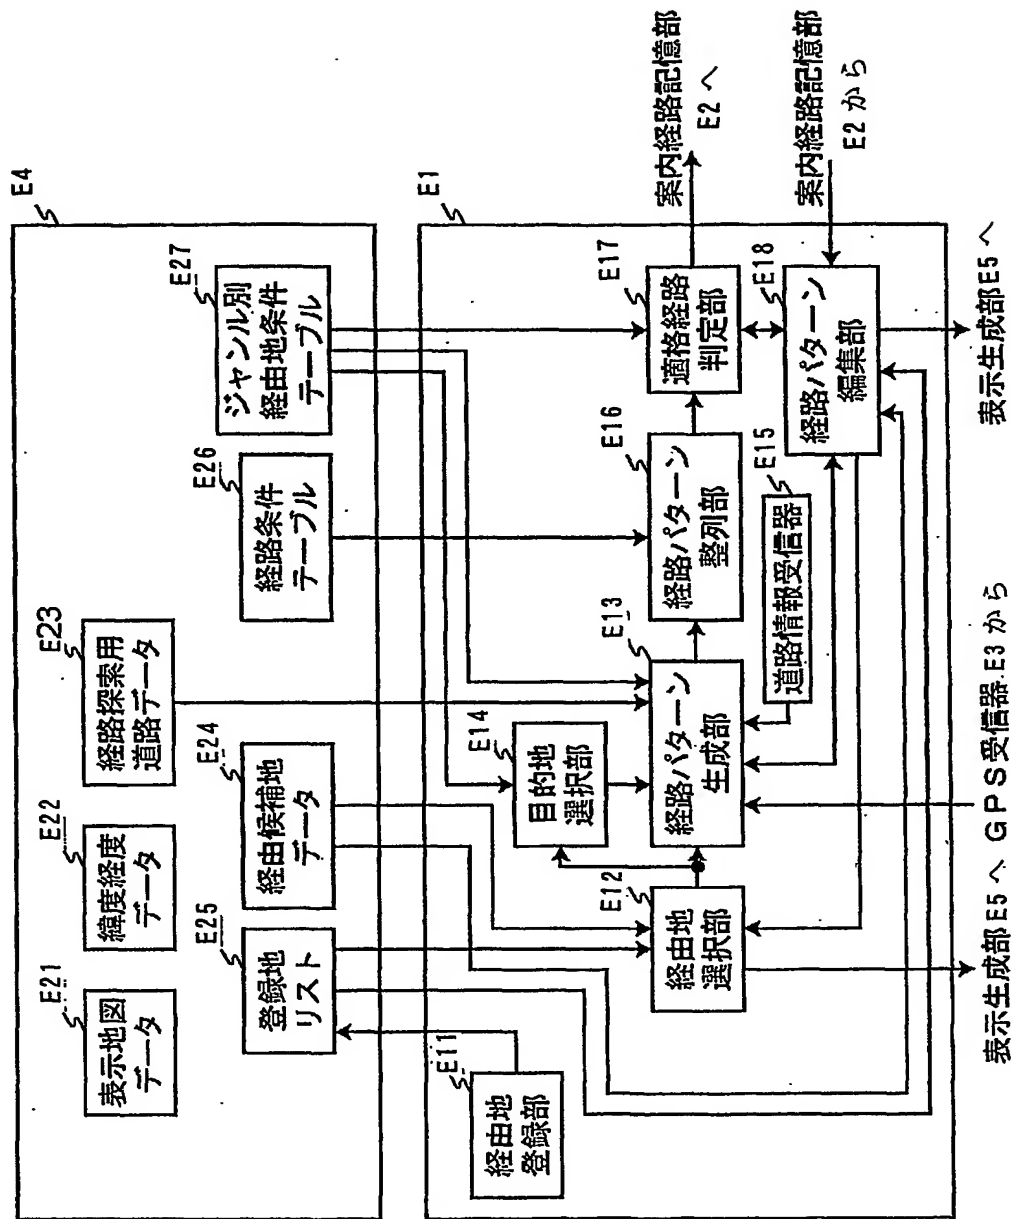 E4
E21
表示地図
データ
E22
緯度経度
データ
E23
経路探索用
道路データ
E25
登録地
リスト
E24
経由候補地
データ
E26
経路条件
テーブル
E27
ジャンル別
経由地条件
テーブル
E1
E11
経由地
登録部
E12
経由地
選択部
E14
目的地
選択部
E13
経路パターン
生成部
E15
道路情報受信器
E16
経路パターン
整列部
E17
適格経路
判定部
E18
経路パターン
編集部
案内経路記憶部
E2へ
案内経路記憶部
E2から
表示生成部E5へ
GPS受信器E3から
表示生成部E5へ